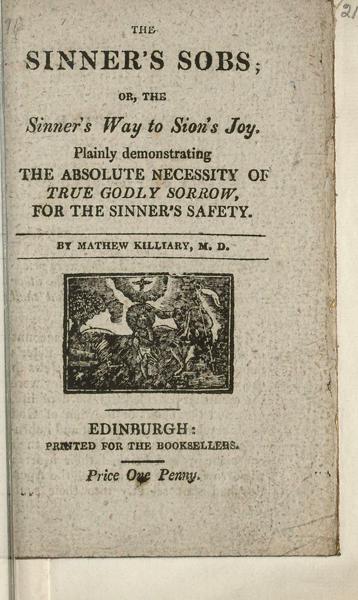 THE
SINNER'S SOBS;
OR, THE
Sinner's Way to Sion's Joy.
Plainly demonstrating
THE ABSOLUTE NECESSITY OF
TRUE GODLY SORROW,
FOR THE SINNER'S SAFETY.
BY MATHEW KILLIARY, M. D.
EDINBURGH:
PRINTED FOR THE BOOKSELLERS.
Price One Penny.